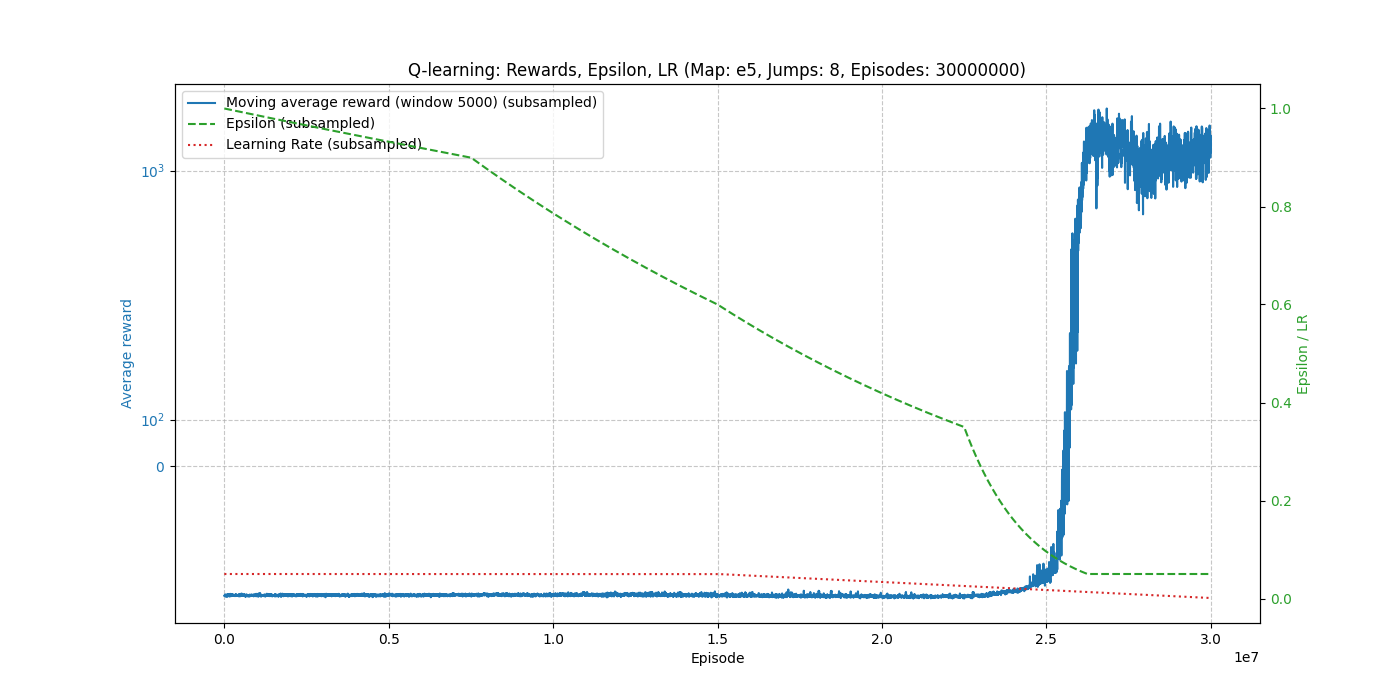 Q-learning: Rewards, Epsilon, LR (Map: e5, Jumps: 8, Episodes: 30000000)
Moving average reward (window 5000) (subsampled)
Epsilon (subsampled)
Learning Rate (subsampled)
10³
10²
0
Average reward
1.0
0.8
0.6
0.4
0.2
0.0
Epsilon / LR
0.0 0.5 1.0 1.5 2.0 2.5 3.0
1e7
Episode